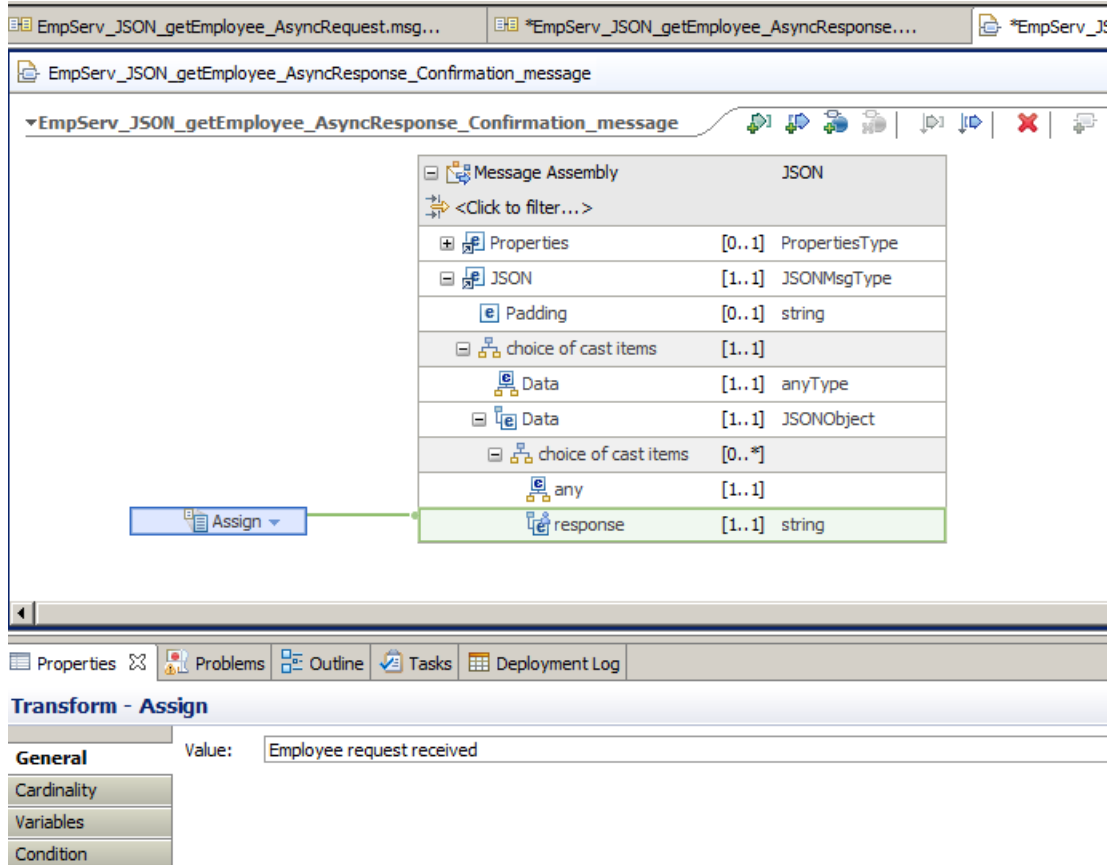 EmpServ_JSON_getEmployee_AsyncRequest.msg... *EmpServ_JSON_getEmployee_AsyncResponse.... *EmpServ_JS
EmpServ_JSON_getEmployee_AsyncResponse_Confirmation_message
EmpServ_JSON_getEmployee_AsyncResponse_Confirmation_message
Message Assembly JSON
<Click to filter...>
Properties [0..1] PropertiesType
JSON [1..1] JSONMsgType
Padding [0..1] string
choice of cast items [1..1]
Data [1..1] anyType
Data [1..1] JSONObject
choice of cast items [0..*]
any [1..1]
Assign response [1..1] string
Properties Problems Outline Tasks Deployment Log
Transform - Assign
General Value: Employee request received
Cardinality
Variables
Condition